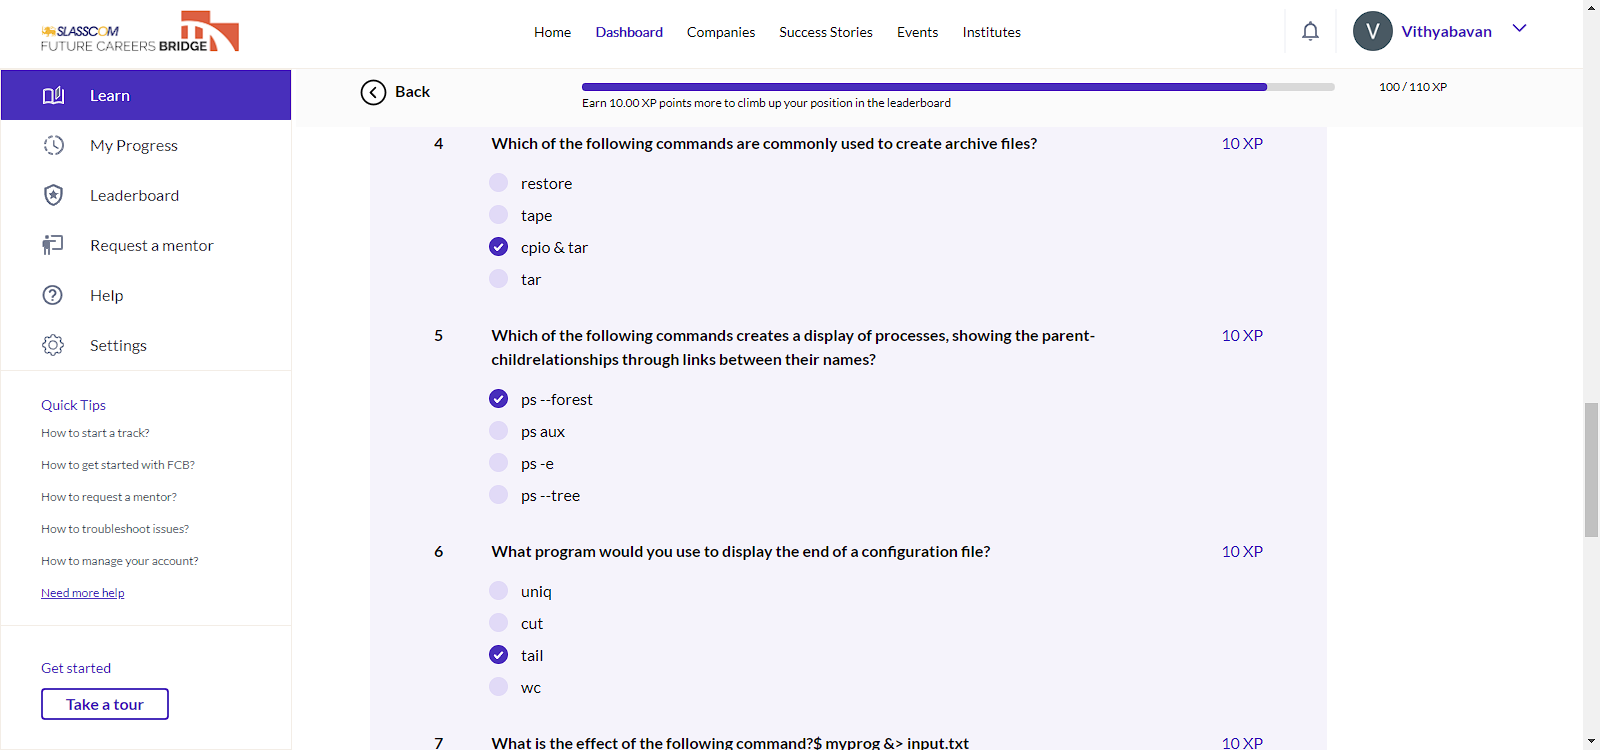 SLASSCOM
FUTURE CAREERS BRIDGE
Home
Dashboard
Companies
Success Stories
Events
Institutes
V
Vithyabavan
Learn
My Progress
Leaderboard
Request a mentor
Help
Settings
Quick Tips
How to start a track?
How to get started with FCB?
How to request a mentor?
How to troubleshoot issues?
How to manage your account?
Need more help
Get started
Take a tour
Back
Earn 10.00 XP points more to climb up your position in the leaderboard
100 / 110 XP
4 Which of the following commands are commonly used to create archive files? 10 XP
restore
tape
cpio & tar
tar
5 Which of the following commands creates a display of processes, showing the parent- 10 XP
childrelationships through links between their names?
ps --forest
ps aux
ps -e
ps --tree
6 What program would you use to display the end of a configuration file? 10 XP
uniq
cut
tail
wc
7 What is the effect of the following command?$ myprog &> input.txt 10 XP